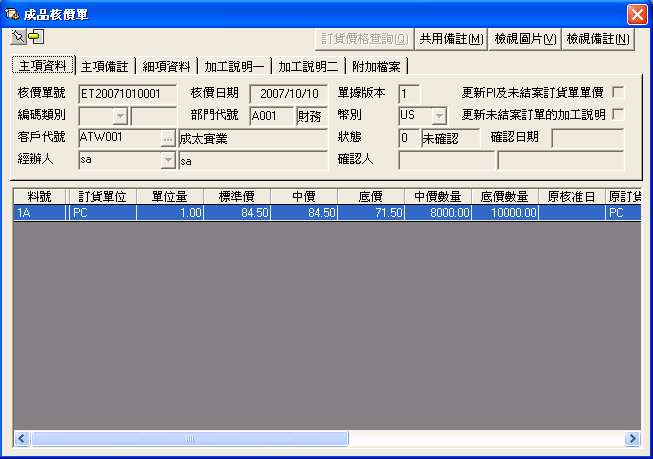 成品核價單
訂貨價格查詢(Q) 共用備註(M) 檢視圖片(V) 檢視備註(N)
主項資料 主項備註 細項資料 加工說明一 加工說明二 附加檔案
核價單號 ET20071010001 核價日期 2007/10/10 單據版本 1 更新PI及未結案訂貨單單價
編碼類別 部門代號 A001 財務 幣別 US 更新未結案訂單的加工說明
客戶代號 ATW001 ... 成太實業 狀態 0 未確認 確認日期
經辦人 sa sa 確認人
料號 訂貨單位 單位量 標準價 中價 底價 中價數量 底價數量 原核准日 原訂貨
1A PC 1.00 84.50 84.50 71.50 8000.00 10000.00 PC